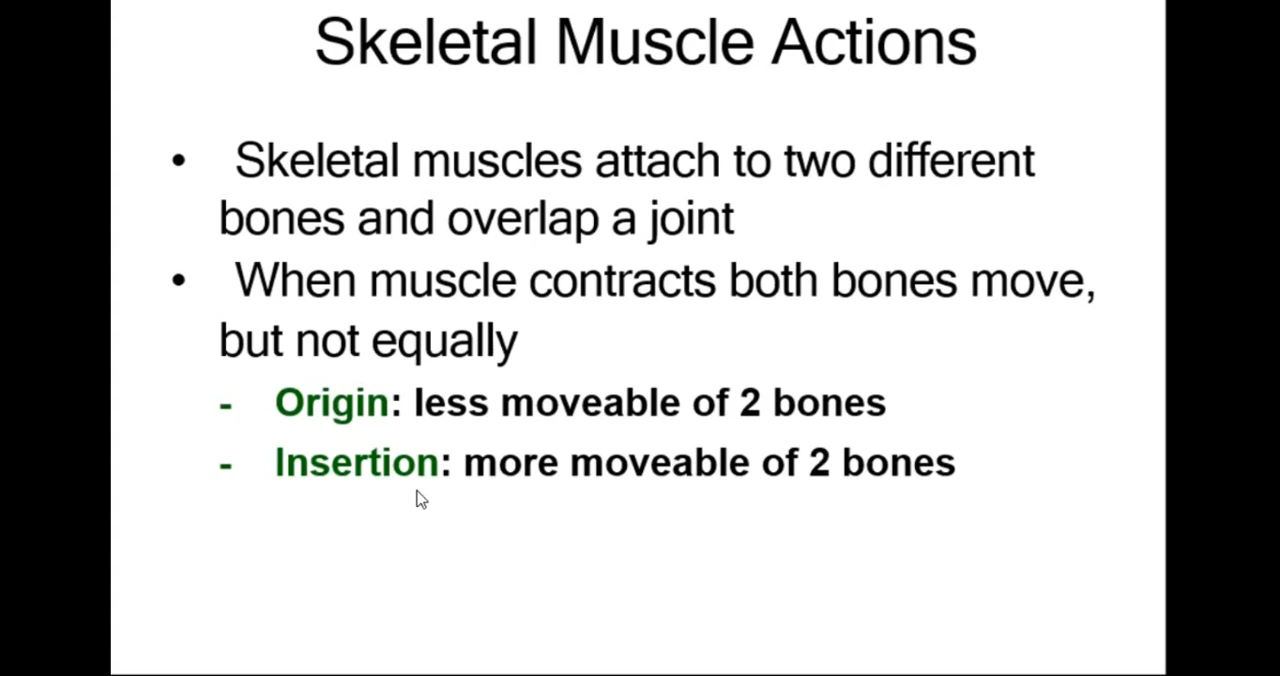 Skeletal Muscle Actions
• Skeletal muscles attach to two different
bones and overlap a joint
• When muscle contracts both bones move,
but not equally
- Origin: less moveable of 2 bones
- Insertion: more moveable of 2 bones